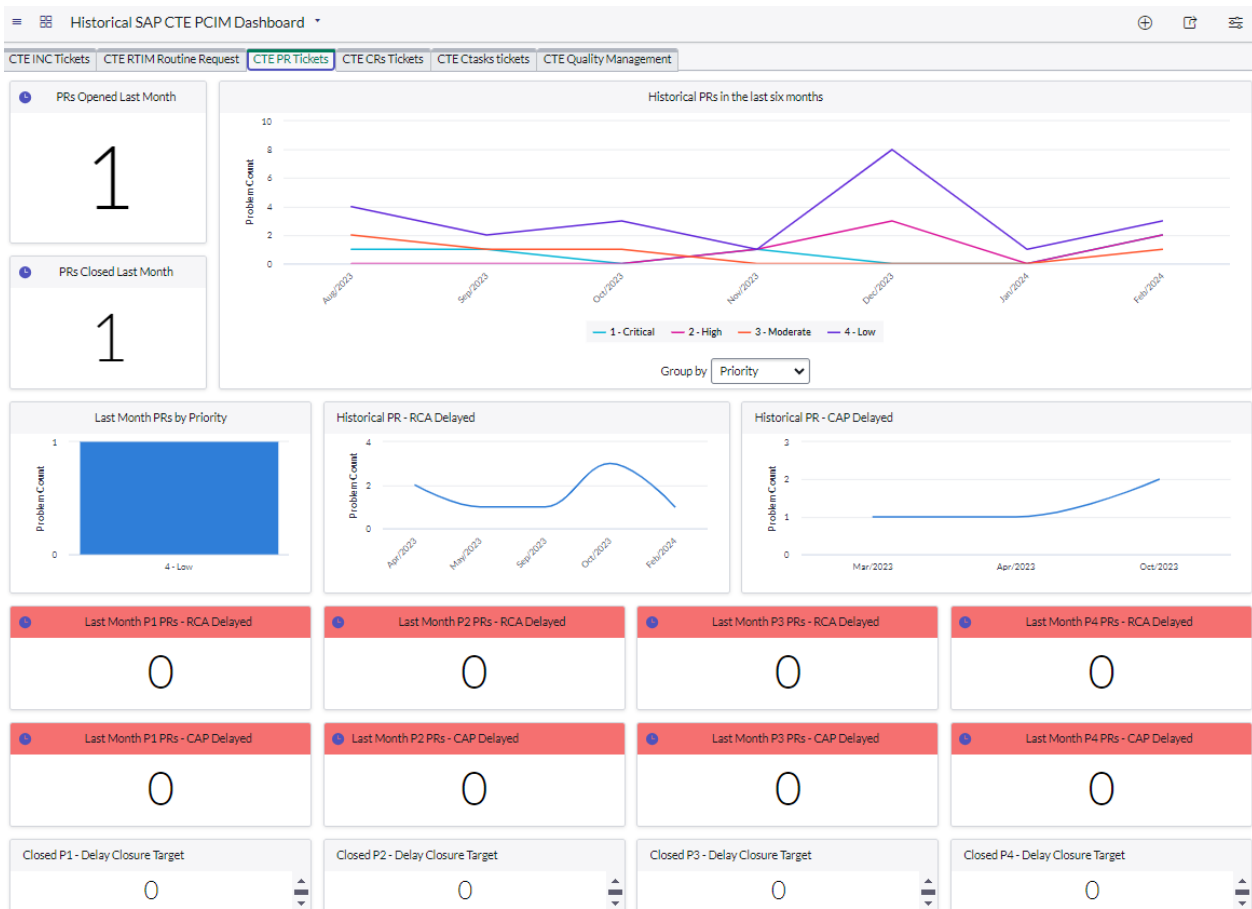 Historical SAP CTE PCIM Dashboard
CTE INC Tickets CTE RTIM Routine Request CTE PR Tickets CTE CRs Tickets CTE Ctasks tickets CTE Quality Management
PRs Opened Last Month
1
PRs Closed Last Month
1
Historical PRs in the last six months
Problem Count
10
8
6
4
2
0
Aug/2023 Sep/2023 Oct/2023 Nov/2023 Dec/2023 Jan/2024 Feb/2024
1 - Critical 2 - High 3 - Moderate 4 - Low
Group by Priority
Last Month PRs by Priority
Problem Count
1
0
4 - Low
Historical PR - RCA Delayed
Problem Count
4
2
0
Apr/2023 May/2023 Sep/2023 Oct/2023 Feb/2024
Historical PR - CAP Delayed
Problem Count
3
2
1
0
Mar/2023 Apr/2023 Oct/2023
Last Month P1 PRs - RCA Delayed
0
Last Month P2 PRs - RCA Delayed
0
Last Month P3 PRs - RCA Delayed
0
Last Month P4 PRs - RCA Delayed
0
Last Month P1 PRs - CAP Delayed
0
Last Month P2 PRs - CAP Delayed
0
Last Month P3 PRs - CAP Delayed
0
Last Month P4 PRs - CAP Delayed
0
Closed P1 - Delay Closure Target
0
Closed P2 - Delay Closure Target
0
Closed P3 - Delay Closure Target
0
Closed P4 - Delay Closure Target
0